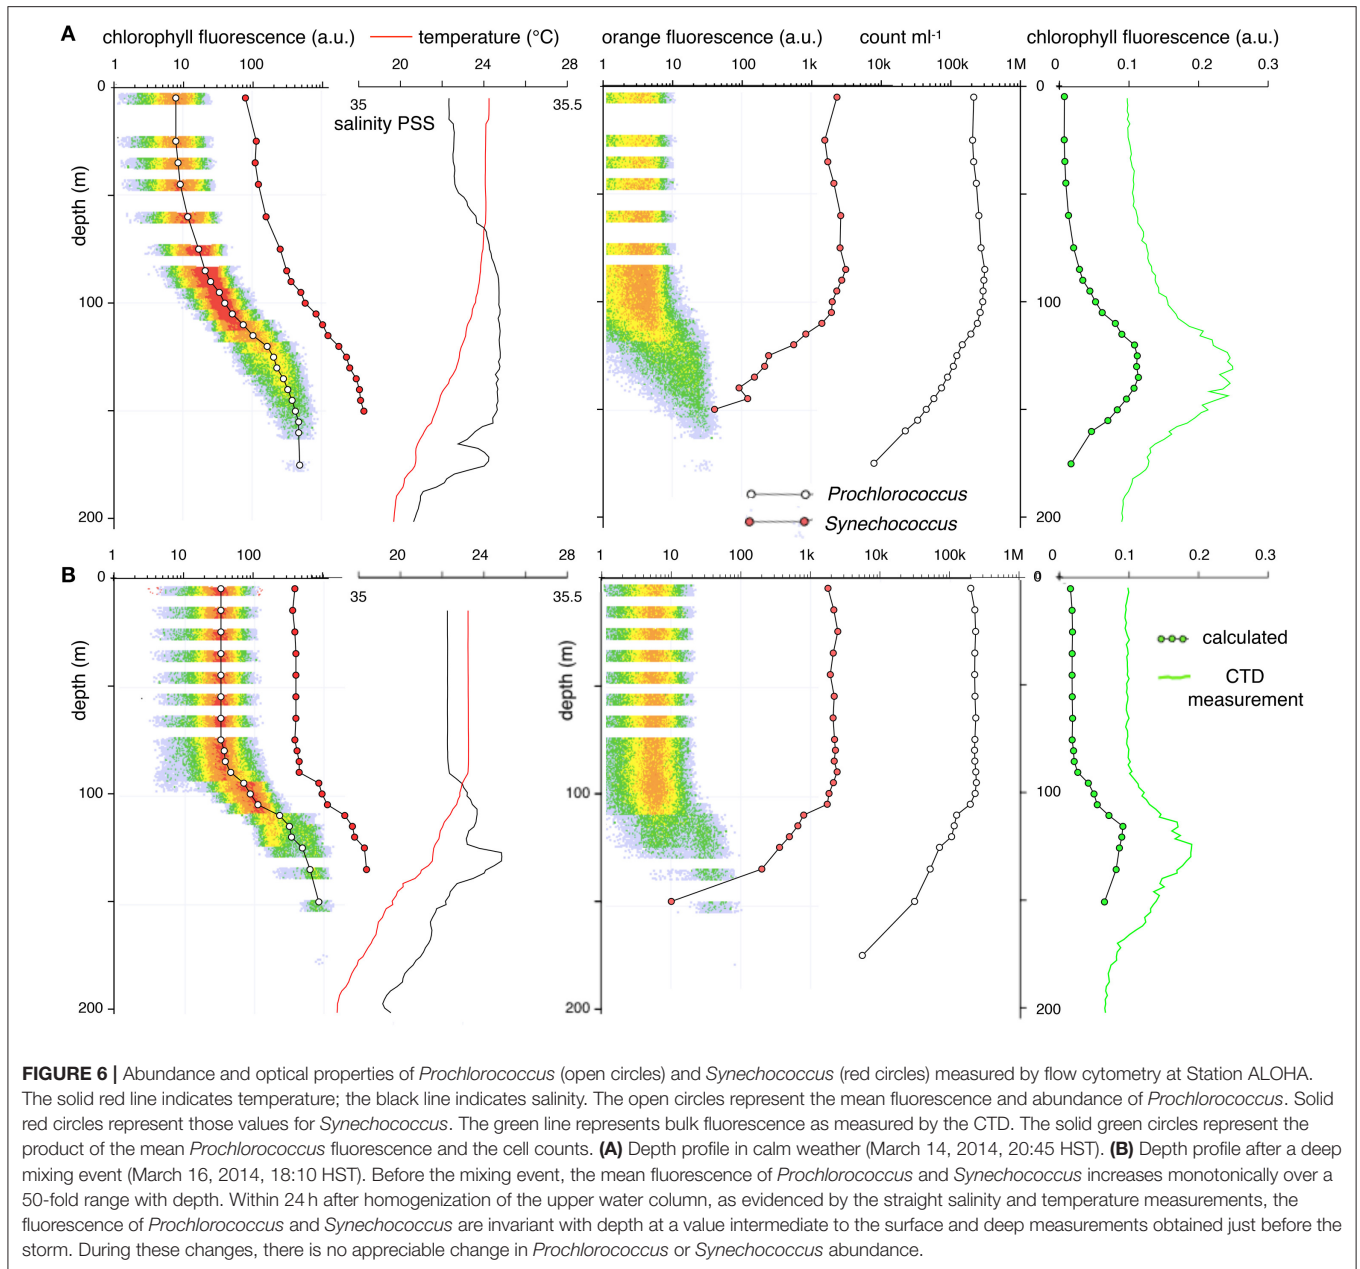 A chlorophyll fluorescence (a.u.) temperature (°C) orange fluorescence (a.u.) count ml-1 chlorophyll fluorescence (a.u.)
1 10 100 20 24 28 1 10 100 1k 10k 100k 1M 0 0.1 0.2 0.3
0 35 35.5 0
salinity PSS
depth (m)
100 100
Prochlorococcus
Synechococcus
200 200
B 1 10 100 20 24 28 1 10 100 1k 10k 100k 1M 0 0.1 0.2 0.3
0 35 35.5 0
calculated
depth (m) depth (m)
CTD
measurement
100 100 100
200 200 200
FIGURE 6 | Abundance and optical properties of Prochlorococcus (open circles) and Synechococcus (red circles) measured by flow cytometry at Station ALOHA.
The solid red line indicates temperature; the black line indicates salinity. The open circles represent the mean fluorescence and abundance of Prochlorococcus. Solid
red circles represent those values for Synechococcus. The green line represents bulk fluorescence as measured by the CTD. The solid green circles represent the
product of the mean Prochlorococcus fluorescence and the cell counts. (A) Depth profile in calm weather (March 14, 2014, 20:45 HST). (B) Depth profile after a deep
mixing event (March 16, 2014, 18:10 HST). Before the mixing event, the mean fluorescence of Prochlorococcus and Synechococcus increases monotonically over a
50-fold range with depth. Within 24 h after homogenization of the upper water column, as evidenced by the straight salinity and temperature measurements, the
fluorescence of Prochlorococcus and Synechococcus are invariant with depth at a value intermediate to the surface and deep measurements obtained just before the
storm. During these changes, there is no appreciable change in Prochlorococcus or Synechococcus abundance.